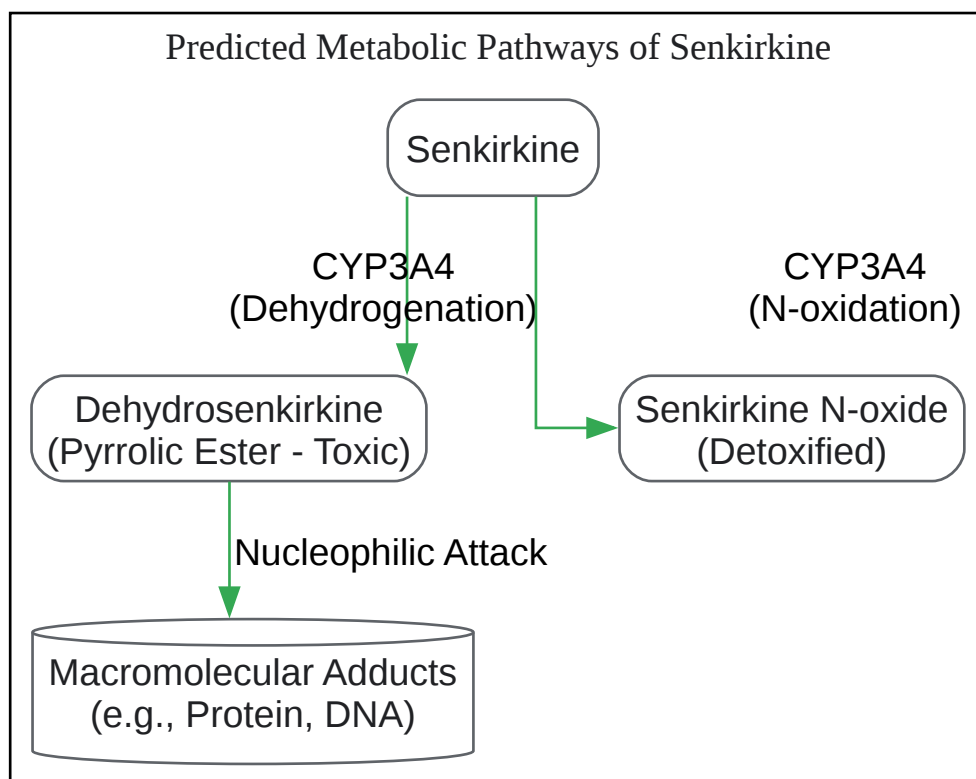 Predicted Metabolic Pathways of Senkirkine
Senkirkine
CYP3A4
(Dehydrogenation)
CYP3A4
(N-oxidation)
Dehydrosenkirkine
(Pyrrolic Ester - Toxic)
Senkirkine N-oxide
(Detoxified)
Nucleophilic Attack
Macromolecular Adducts
(e.g., Protein, DNA)